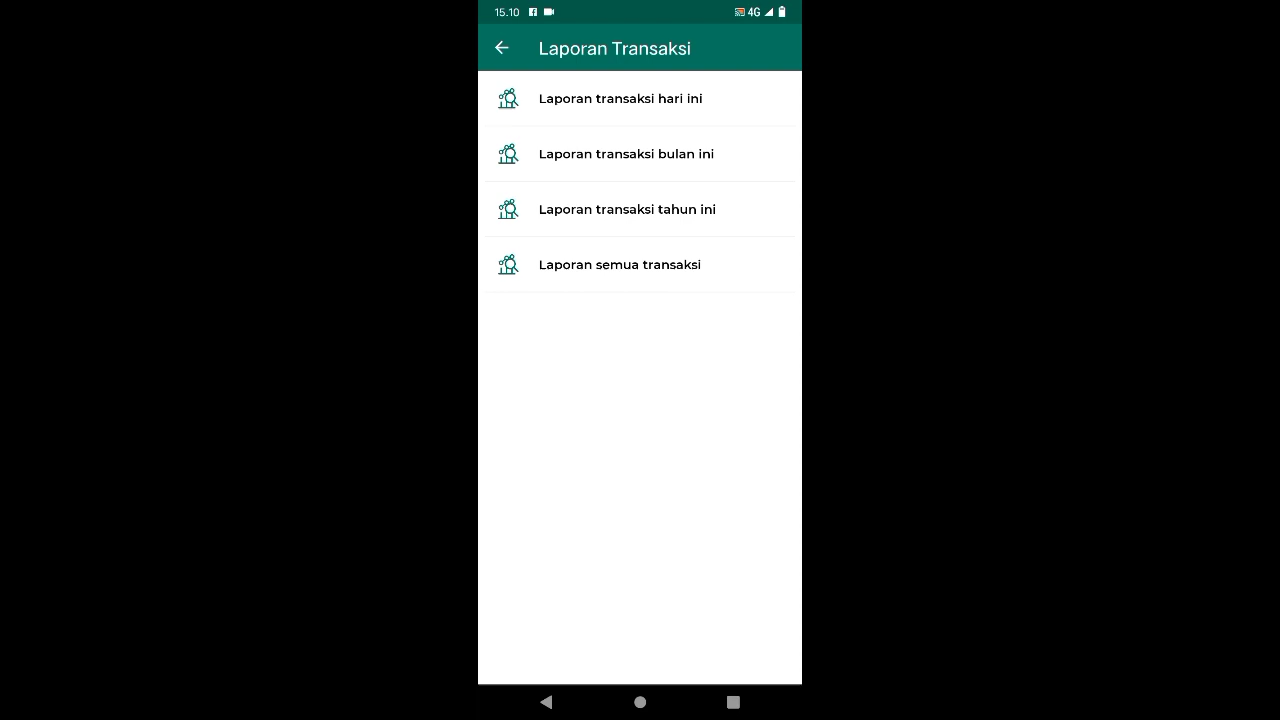 15.10 4G
Laporan Transaksi
Laporan transaksi hari ini
Laporan transaksi bulan ini
Laporan transaksi tahun ini
Laporan semua transaksi